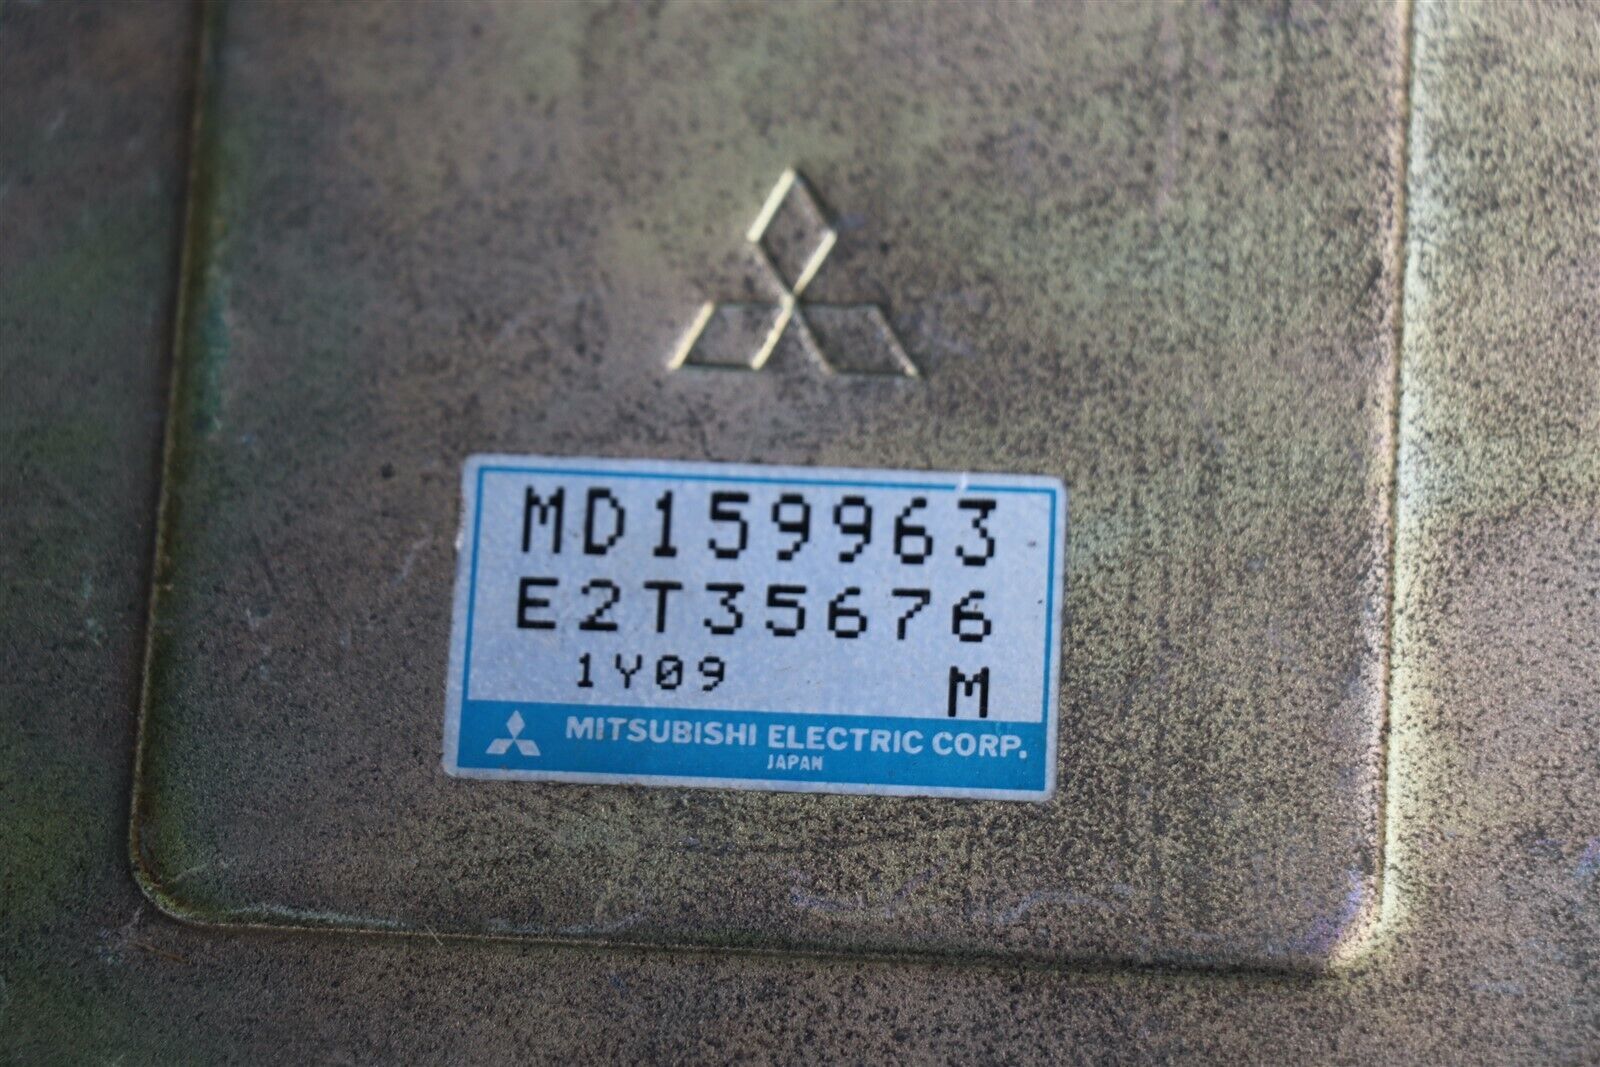 MD159963
E2T35676
1Y09 M
MITSUBISHI ELECTRIC CORP.
JAPAN